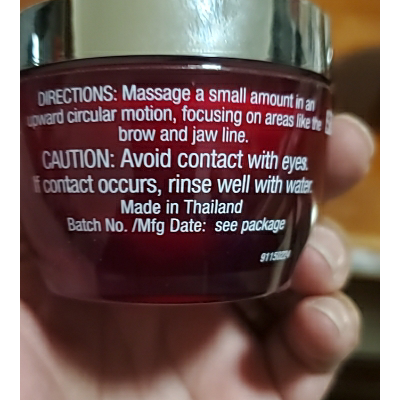 DIRECTIONS: Massage a small amount in an
upward circular motion, focusing on areas like the
brow and jaw line.
CAUTION: Avoid contact with eyes.
If contact occurs, rinse well with water.
Made in Thailand
Batch No. /Mfg Date: see package